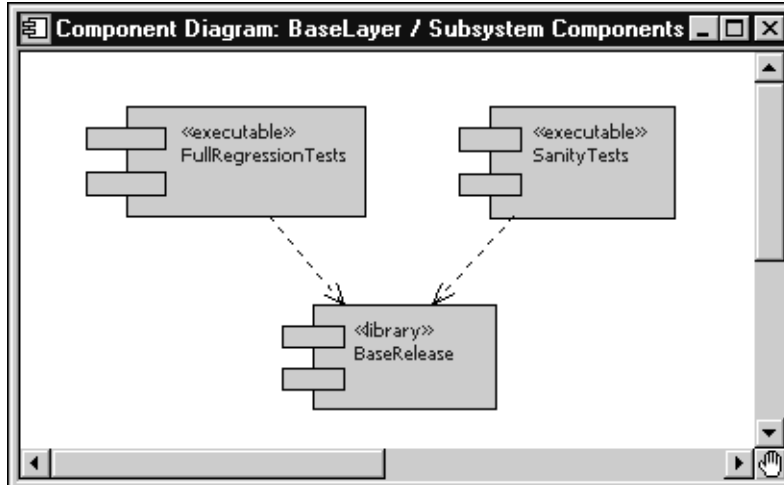 Component Diagram: BaseLayer / Subsystem Components
«executable»
FullRegressionTests
«executable»
SanityTests
«library»
BaseRelease